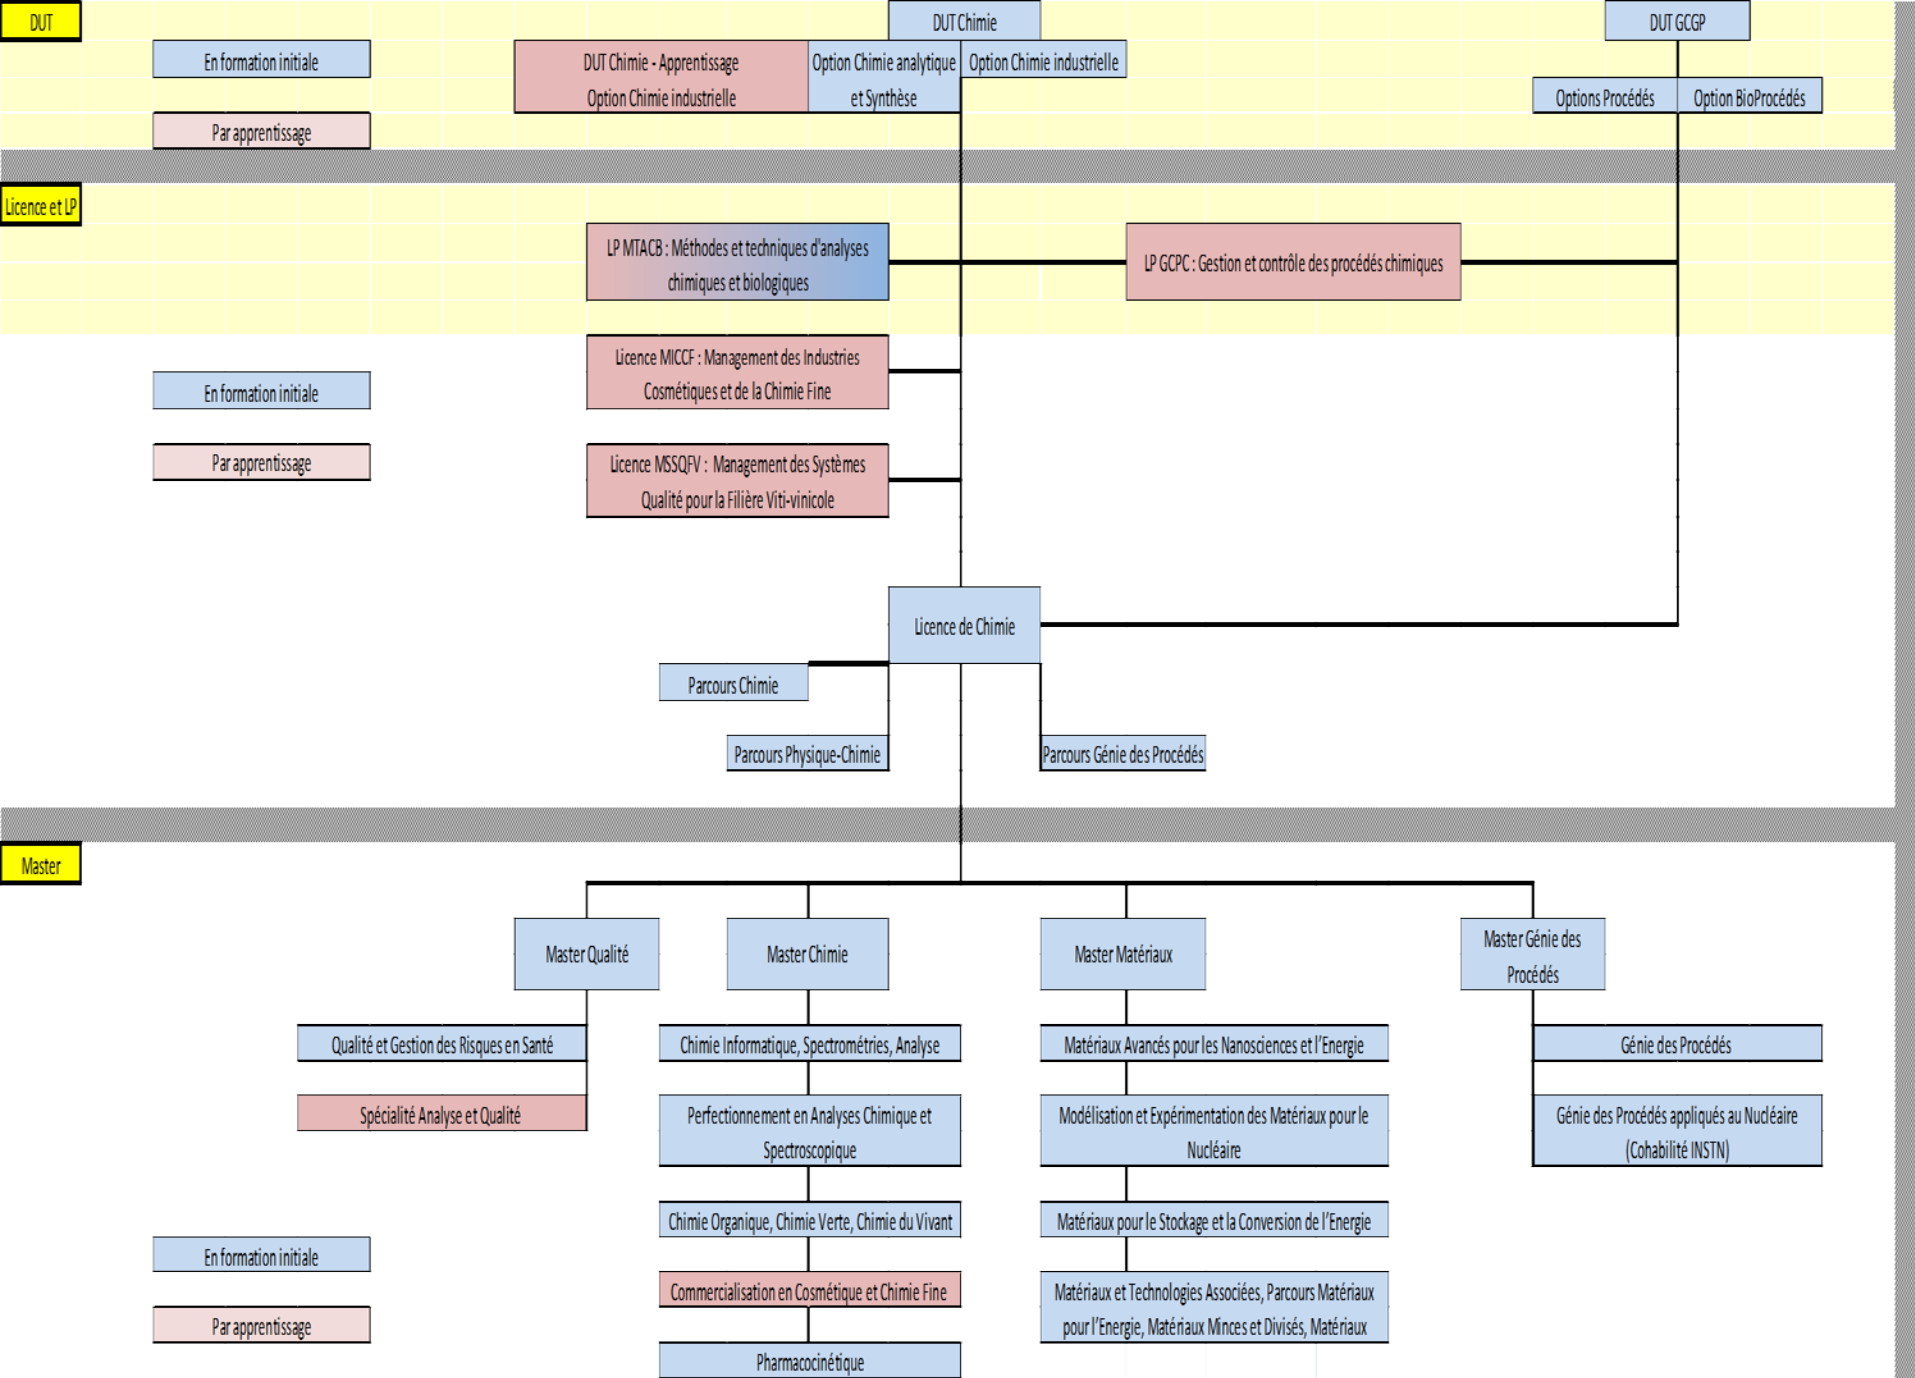 DUT
DUT Chimie
DUT GCGP
En formation initiale
DUT Chimie - Apprentissage
Option Chimie industrielle
Option Chimie analytique
et Synthèse
Option Chimie industrielle
Options Procédés
Option BioProcédés
Par apprentissage
Licence et LP
LP MTACB : Méthodes et techniques d'analyses
chimiques et biologiques
LP GCPC : Gestion et contrôle des procédés chimiques
Licence MICCF : Management des Industries
Cosmétiques et de la Chimie Fine
En formation initiale
Par apprentissage
Licence MSSQFV : Management des Systèmes
Qualité pour la Filière Viti-vinicole
Licence de Chimie
Parcours Chimie
Parcours Physique-Chimie
Parcours Génie des Procédés
Master
Master Qualité
Master Chimie
Master Matériaux
Master Génie des
Procédés
Qualité et Gestion des Risques en Santé
Chimie Informatique, Spectrométries, Analyse
Matériaux Avancés pour les Nanosciences et l'Energie
Génie des Procédés
Spécialité Analyse et Qualité
Perfectionnement en Analyses Chimique et
Spectroscopique
Modélisation et Expérimentation des Matériaux pour le
Nucléaire
Génie des Procédés appliqués au Nucléaire
(Cohabilité INSTN)
Chimie Organique, Chimie Verte, Chimie du Vivant
Matériaux pour le Stockage et la Conversion de l'Energie
En formation initiale
Commercialisation en Cosmétique et Chimie Fine
Matériaux et Technologies Associées, Parcours Matériaux
pour l'Energie, Matériaux Minces et Divisés, Matériaux
Par apprentissage
Pharmacocinétique